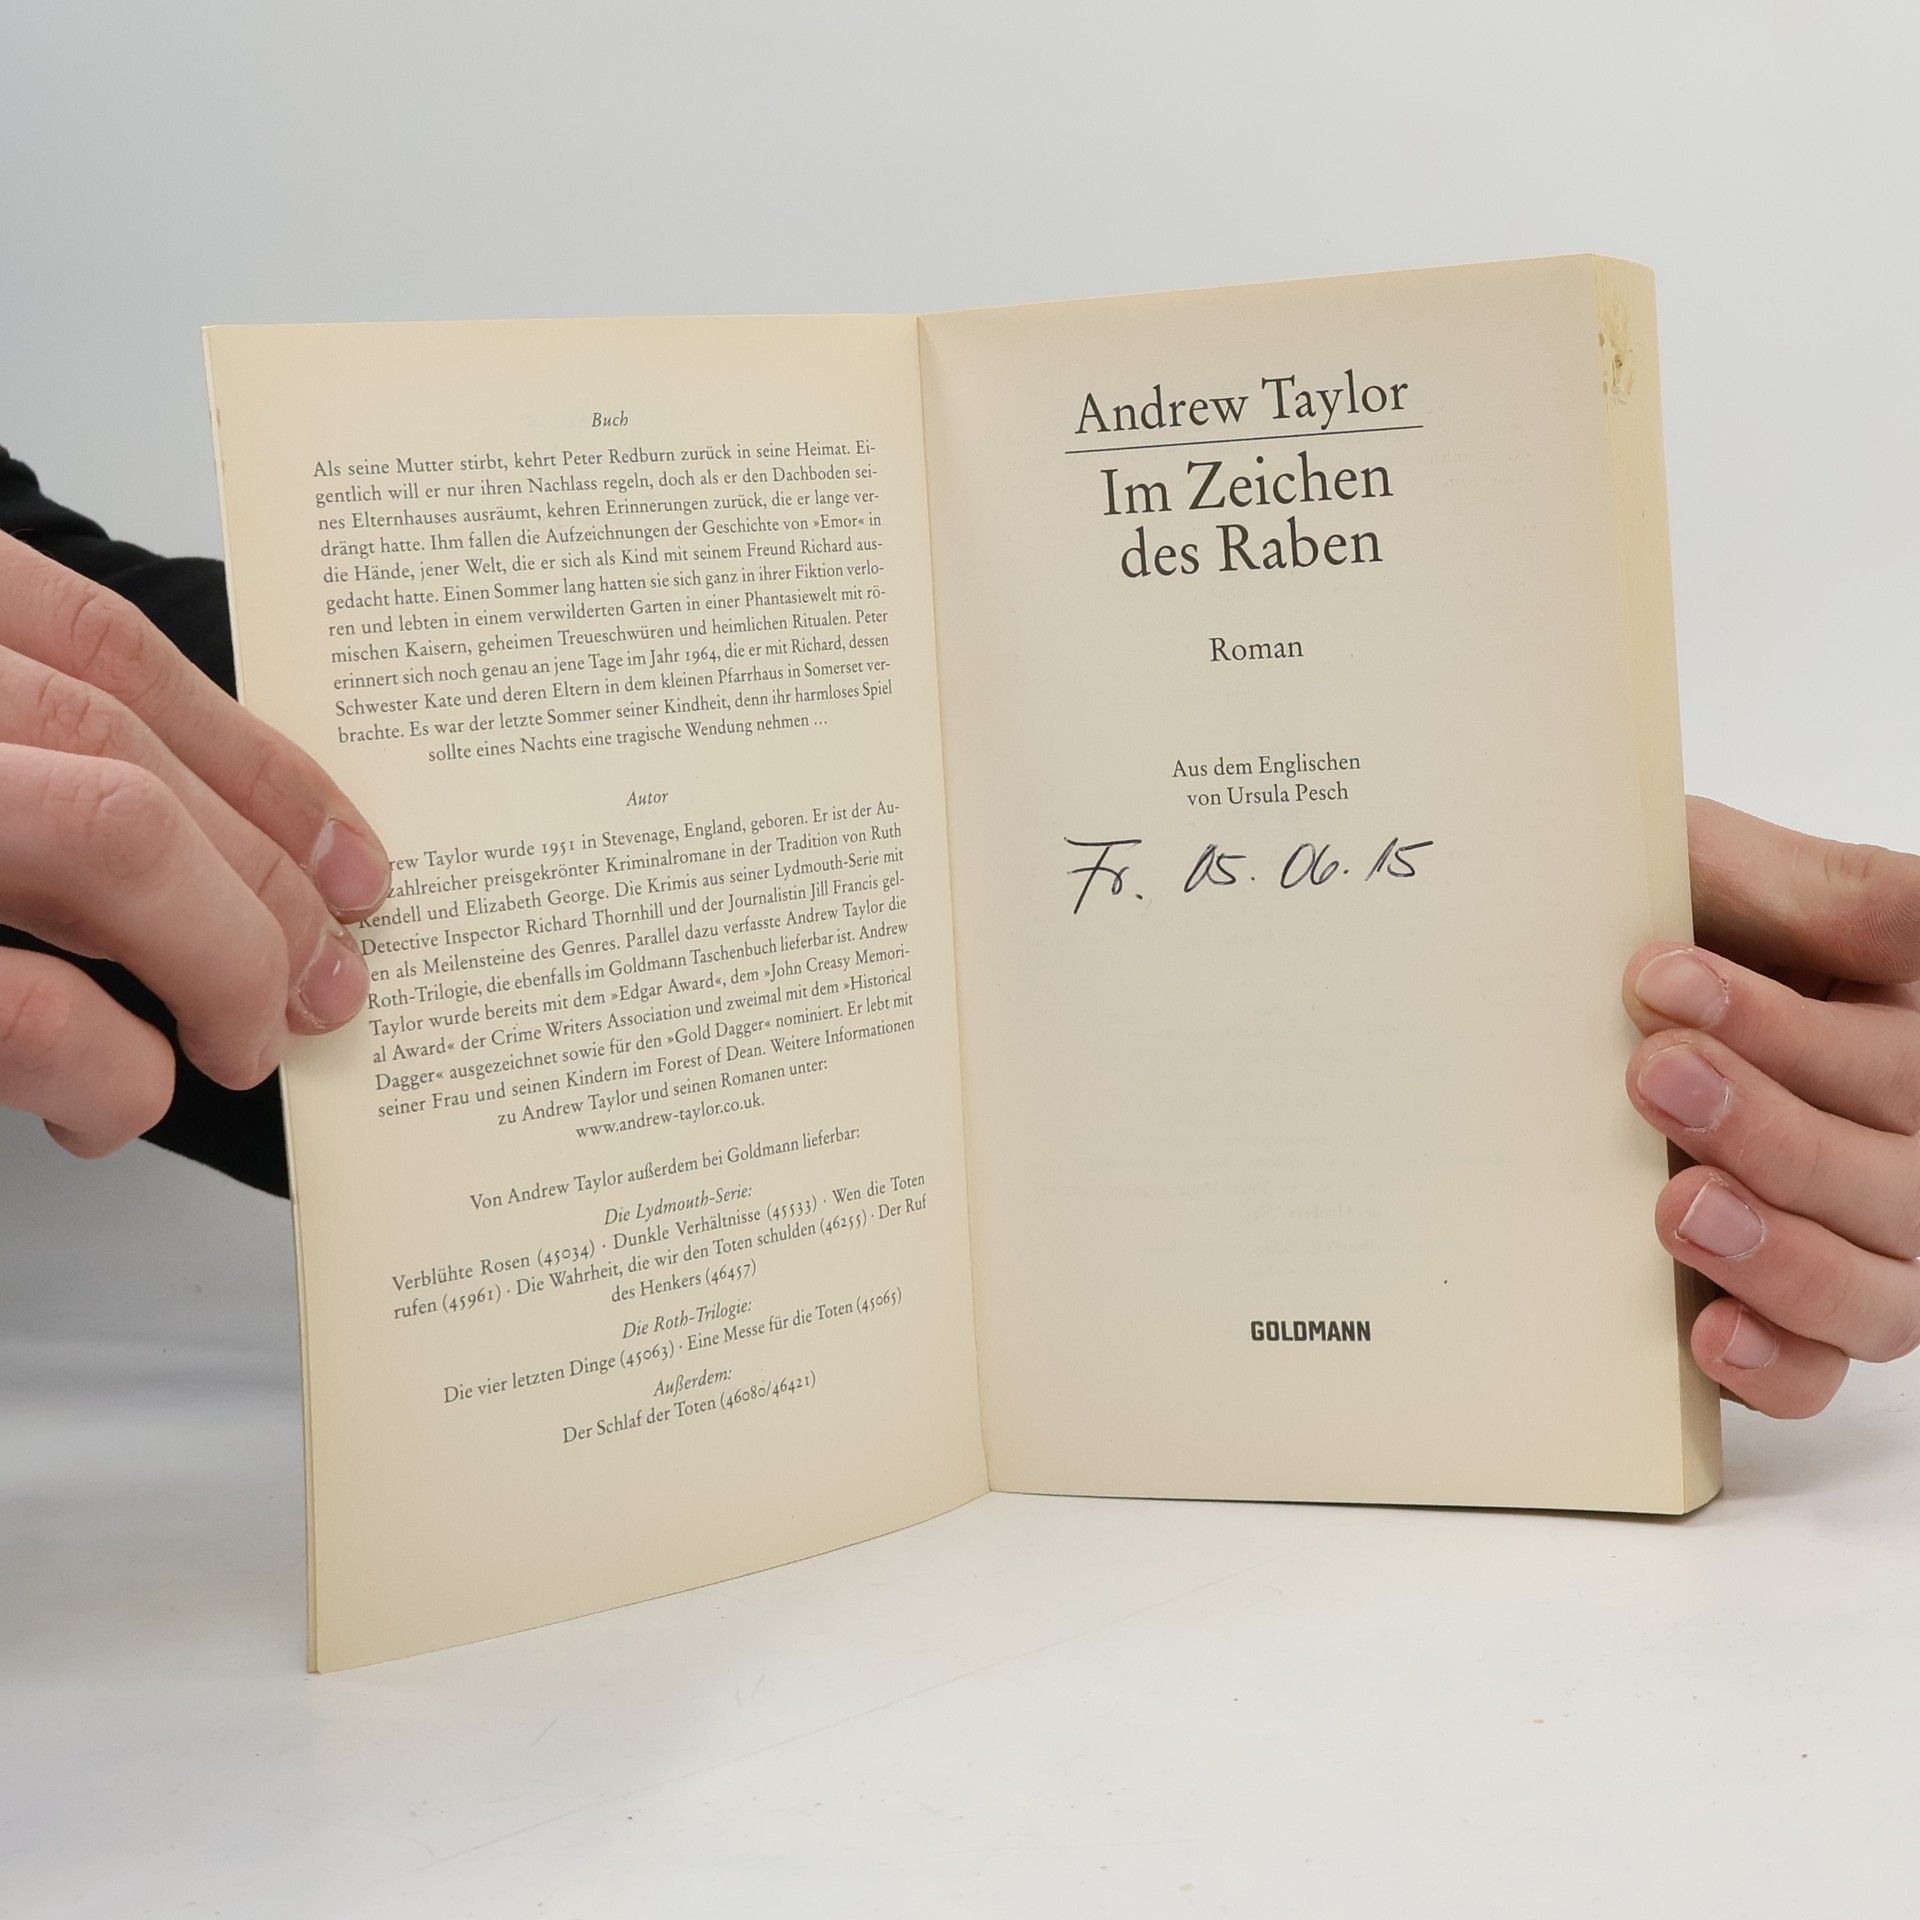 Buch
Als seine Mutter stirbt, kehrt Peter Redburn zurück in seine Heimat. Ei-
gentlich will er nur ihren Nachlass regeln, doch als er den Dachboden sei-
nes Elternhauses ausräumt, kehren Erinnerungen zurück, die er lange ver-
drängt hatte. Ihm fallen die Aufzeichnungen der Geschichte von »Emor« in
die Hände, jener Welt, die er sich als Kind mit seinem Freund Richard aus-
gedacht hatte. Einen Sommer lang hatten sie sich ganz in ihrer Fiktion verlo-
ren und lebten in einem verwilderten Garten in einer Phantasiewelt mit rö-
mischen Kaisern, geheimen Treueschwüren und heimlichen Ritualen. Peter
erinnert sich noch genau an jene Tage im Jahr 1964, die er mit Richard, dessen
Schwester Kate und deren Eltern in dem kleinen Pfarrhaus in Somerset ver-
brachte. Es war der letzte Sommer seiner Kindheit, denn ihr harmloses Spiel
sollte eines Nachts eine tragische Wendung nehmen ...
Autor
rew Taylor wurde 1951 in Stevenage, England, geboren. Er ist der Au-
zahlreicher preisgekrönter Kriminalromane in der Tradition von Ruth
Rendell und Elizabeth George. Die Krimis aus seiner Lydmouth-Serie mit
Detective Inspector Richard Thornhill und der Journalistin Jill Francis gel-
en als Meilensteine des Genres. Parallel dazu verfasste Andrew Taylor die
Roth-Trilogie, die ebenfalls im Goldmann Taschenbuch lieferbar ist. Andrew
Taylor wurde bereits mit dem »Edgar Award«, dem »John Creasy Memori-
al Award« der Crime Writers Association und zweimal mit dem »Historical
Dagger« ausgezeichnet sowie für den »Gold Dagger« nominiert. Er lebt mit
seiner Frau und seinen Kindern im Forest of Dean. Weitere Informationen
zu Andrew Taylor und seinen Romanen unter:
www.andrew-taylor.co.uk.
Von Andrew Taylor außerdem bei Goldmann lieferbar:
Die Lydmouth-Serie:
Verblühte Rosen (45034) · Dunkle Verhältnisse (45533) · Wen die Toten
rufen (45961) · Die Wahrheit, die wir den Toten schulden (46255) · Der Ruf
des Henkers (46457)
Die Roth-Trilogie:
Die vier letzten Dinge (45063) · Eine Messe für die Toten (45065)
Außerdem:
Der Schlaf der Toten (46080/46421)
Andrew Taylor
Im Zeichen
des Raben
Roman
Aus dem Englischen
von Ursula Pesch
Fr. 05. 06. 15
GOLDMANN